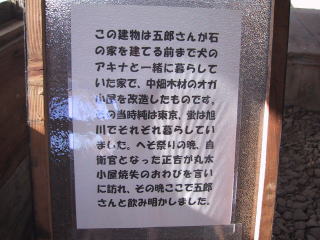 この建物は五郎さんが石
の家を建てる前まで犬の
アキナと一緒に暮らして
いた家で、中畑木材のオガ
小屋を改造したものです。
この当時純は東京、蛍は旭
川でそれぞれ暮らしてい
ました。へそ祭りの晩、自
衛官となった正吉が丸太
小屋焼失のおわびを言い
に訪れ、その晩ここで五郎
さんと飲み明かしました。